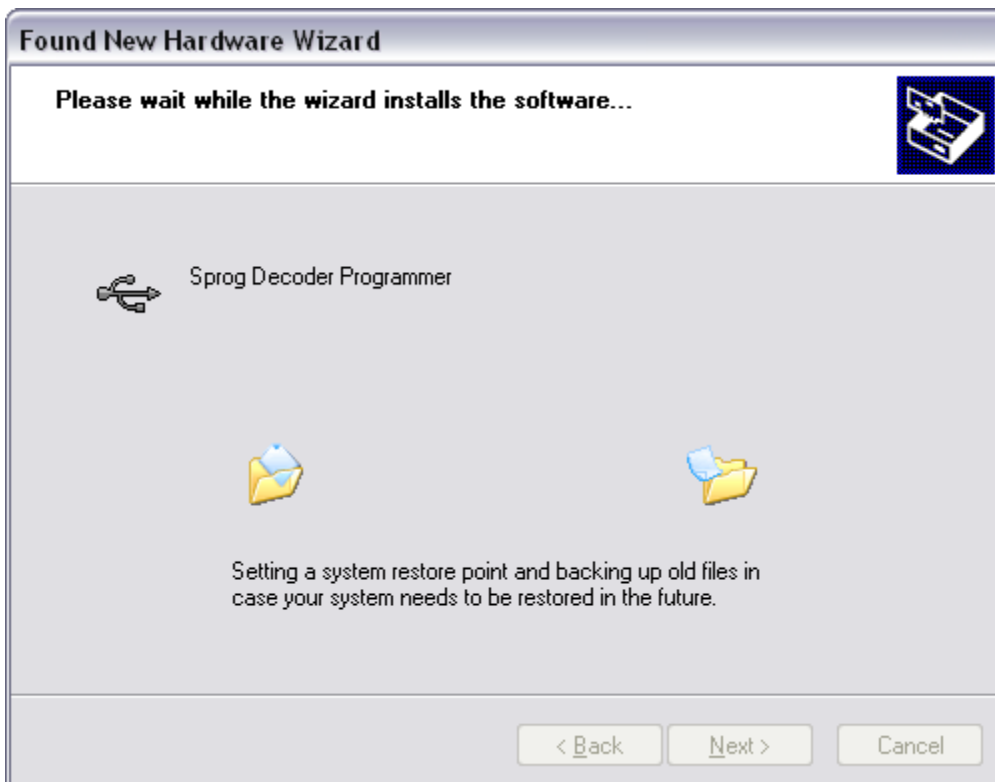 Found New Hardware Wizard
Please wait while the wizard installs the software...
Sprog Decoder Programmer
Setting a system restore point and backing up old files in
case your system needs to be restored in the future.
< Back
Next >
Cancel